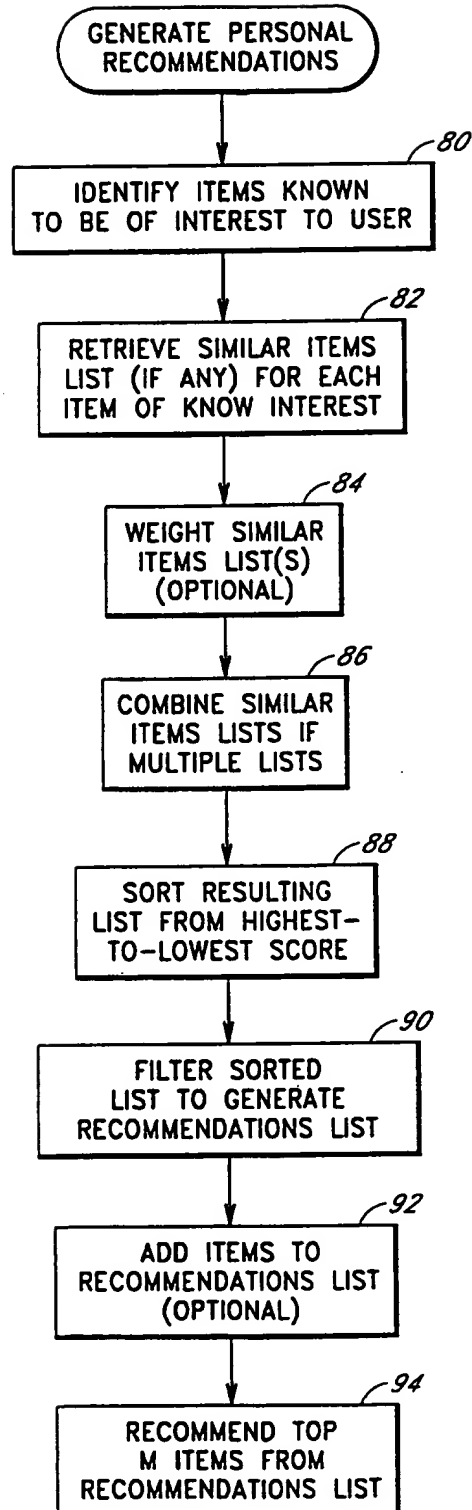 GENERATE PERSONAL
RECOMMENDATIONS
80
IDENTIFY ITEMS KNOWN
TO BE OF INTEREST TO USER
82
RETRIEVE SIMILAR ITEMS
LIST (IF ANY) FOR EACH
ITEM OF KNOW INTEREST
84
WEIGHT SIMILAR
ITEMS LIST(S)
(OPTIONAL)
86
COMBINE SIMILAR
ITEMS LISTS IF
MULTIPLE LISTS
88
SORT RESULTING
LIST FROM HIGHEST-
TO-LOWEST SCORE
90
FILTER SORTED
LIST TO GENERATE
RECOMMENDATIONS LIST
92
ADD ITEMS TO
RECOMMENDATIONS LIST
(OPTIONAL)
94
RECOMMEND TOP
M ITEMS FROM
RECOMMENDATIONS LIST